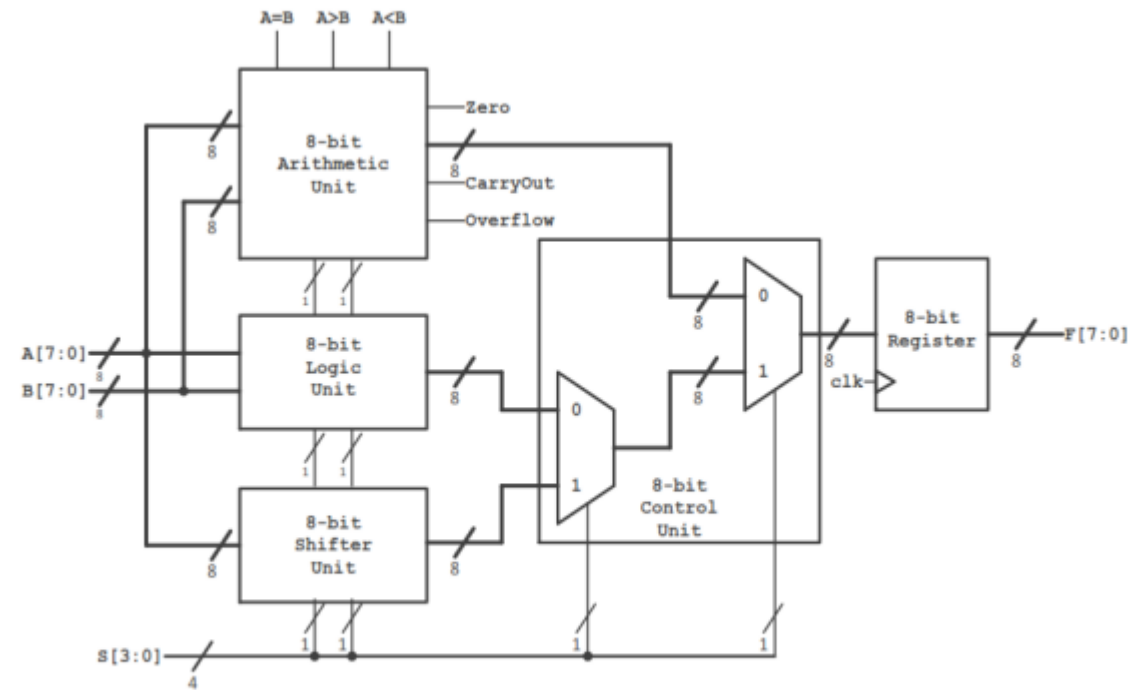 A=B A>B A<B
Zero
8-bit
Arithmetic
Unit
8
8
8
CarryOut
Overflow
1 1
8-bit
Logic
Unit
A[7:0]
8
B[7:0]
8
8
1 1
8-bit
Shifter
Unit
8
8
0
1
8
8
0
1
8-bit
Control
Unit
8
8-bit
Register
clk
8
F[7:0]
1 1 1 1
S[3:0]
4